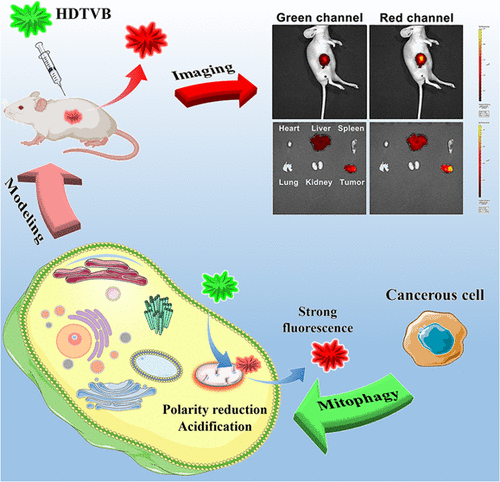 HDTVB
Imaging
Green channel
Red channel
Heart Liver Spleen
Lung Kidney Tumor
Modeling
Strong
fluorescence
Cancerous cell
Polarity reduction
Acidification
Mitophagy